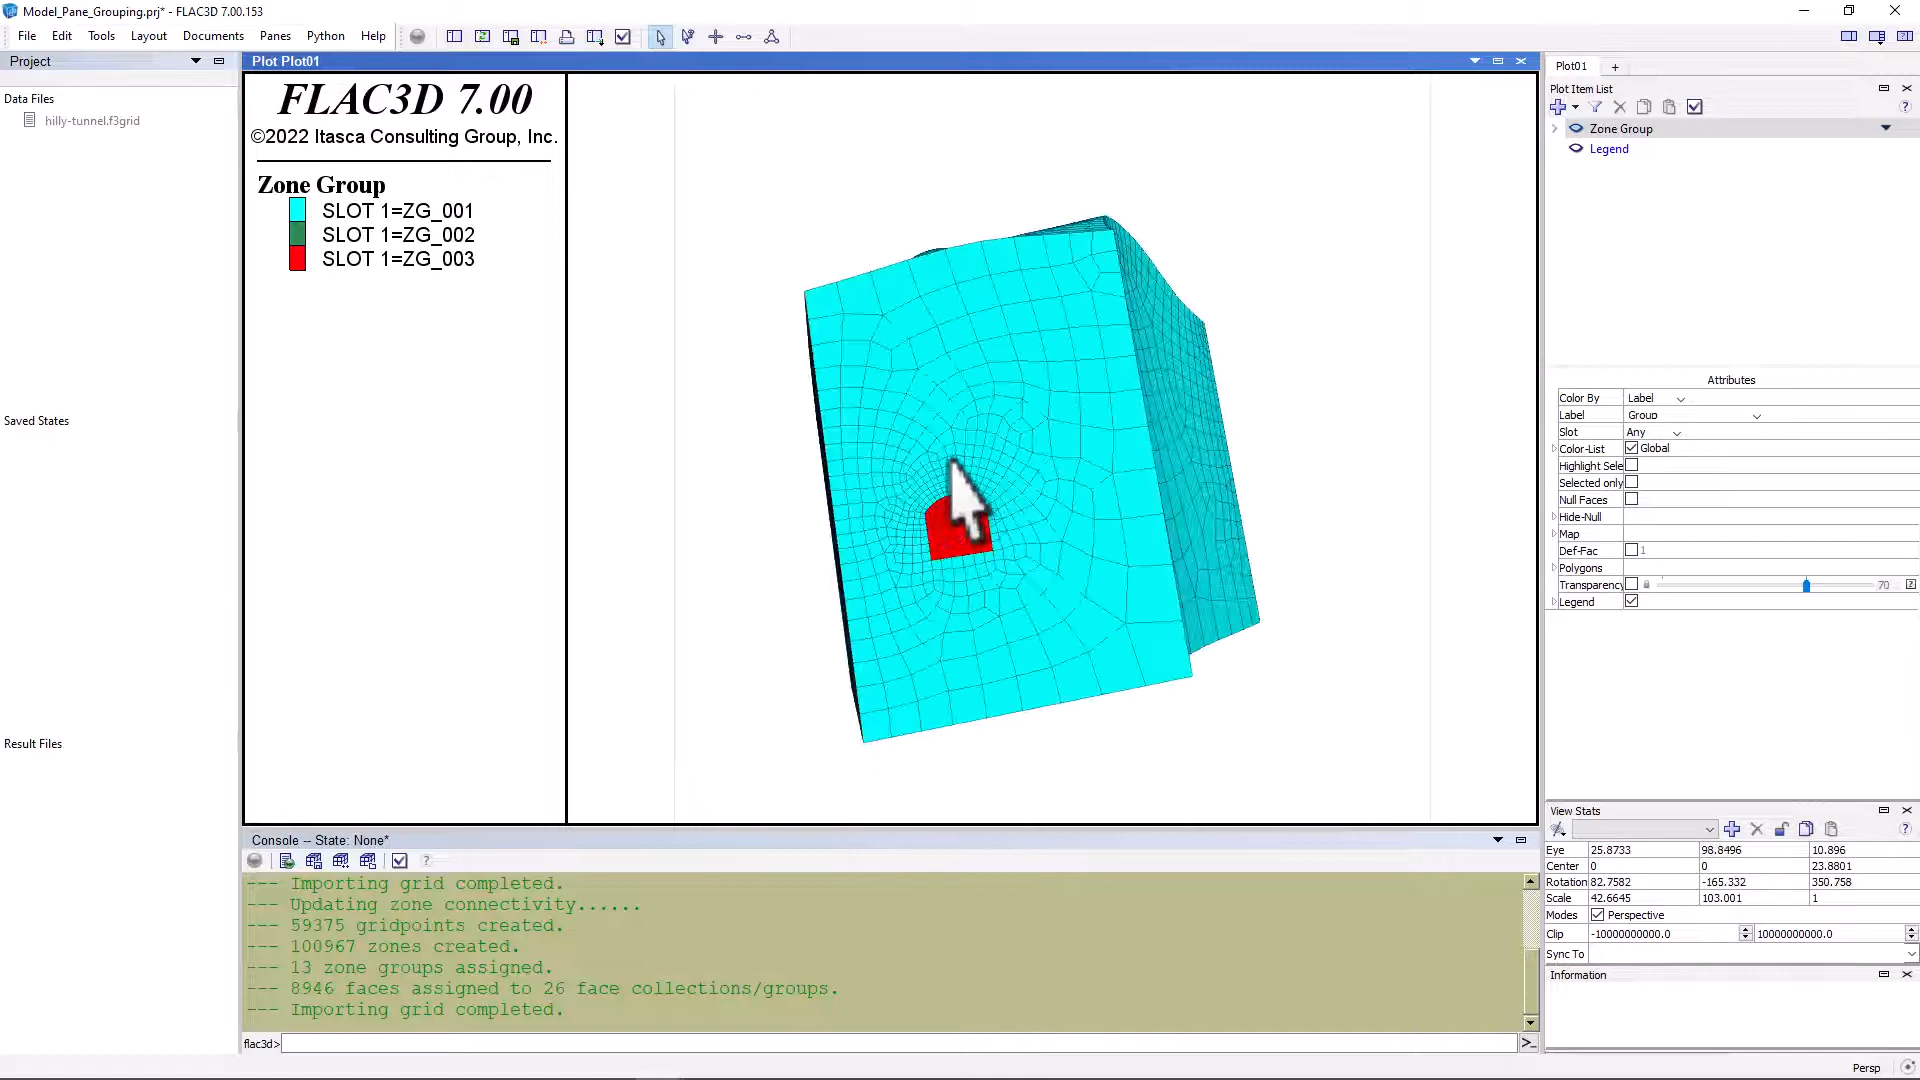 Model_Pane_Grouping.prj* - FLAC3D 7.00.153
File Edit Tools Layout Documents Panes Python Help
Project
Data Files
hilly-tunnel.f3grid
Saved States
Result Files
Plot Plot01
FLAC3D 7.00
©2022 Itasca Consulting Group, Inc.
Zone Group
SLOT 1=ZG_001
SLOT 1=ZG_002
SLOT 1=ZG_003
Console -- State: None*
--- Importing grid completed.
--- Updating zone connectivity......
--- 59375 gridpoints created.
--- 100967 zones created.
--- 13 zone groups assigned.
--- 8946 faces assigned to 26 face collections/groups.
--- Importing grid completed.
flac3d>
Plot01
Plot Item List
Zone Group
Legend
Attributes
Color By Label
Label Group
Slot Any
Color-List Global
Highlight Sele
Selected only
Null Faces
Hide-Null
Map
Def-Fac 1
Polygons
Transparency 70
Legend
View Stats
Eye 25.8733 98.8496 10.896
Center 0 0 23.8801
Rotation 82.7582 -165.332 350.758
Scale 42.6645 103.001 1
Modes Perspective
Clip -10000000000.0 10000000000.0
Sync To
Information
Persp